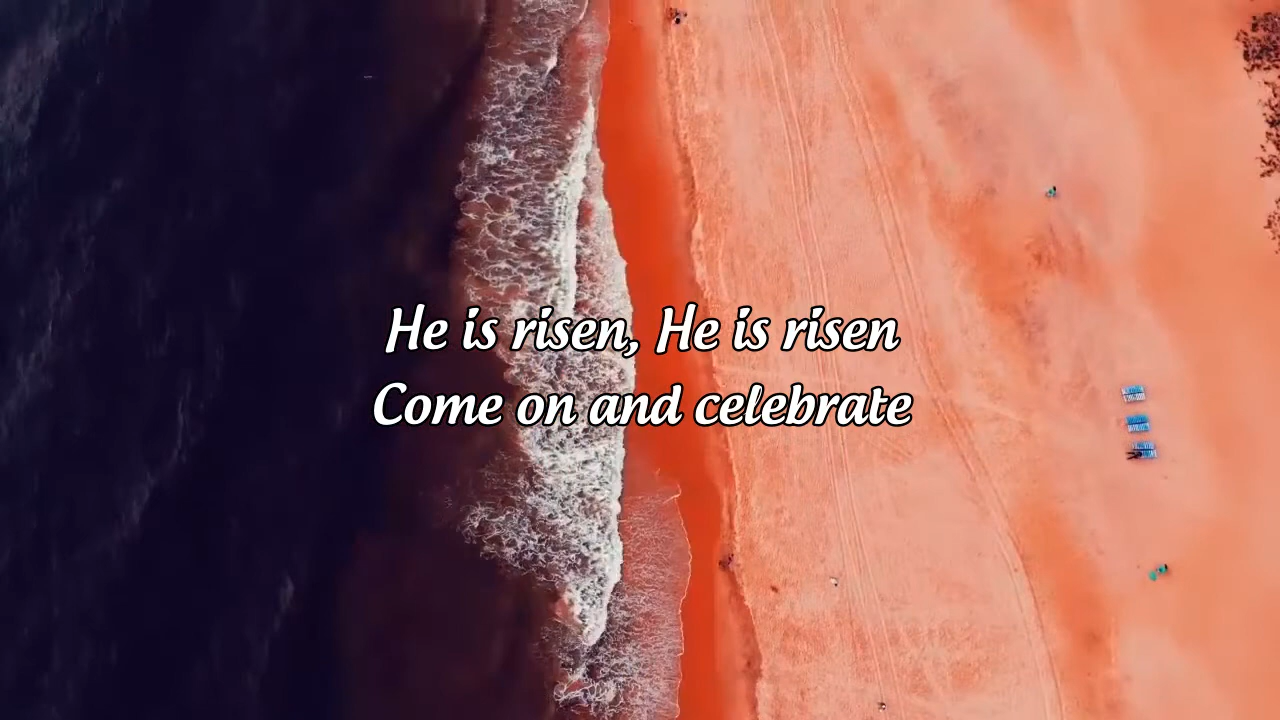 He is risen, He is risen
Come on and celebrate